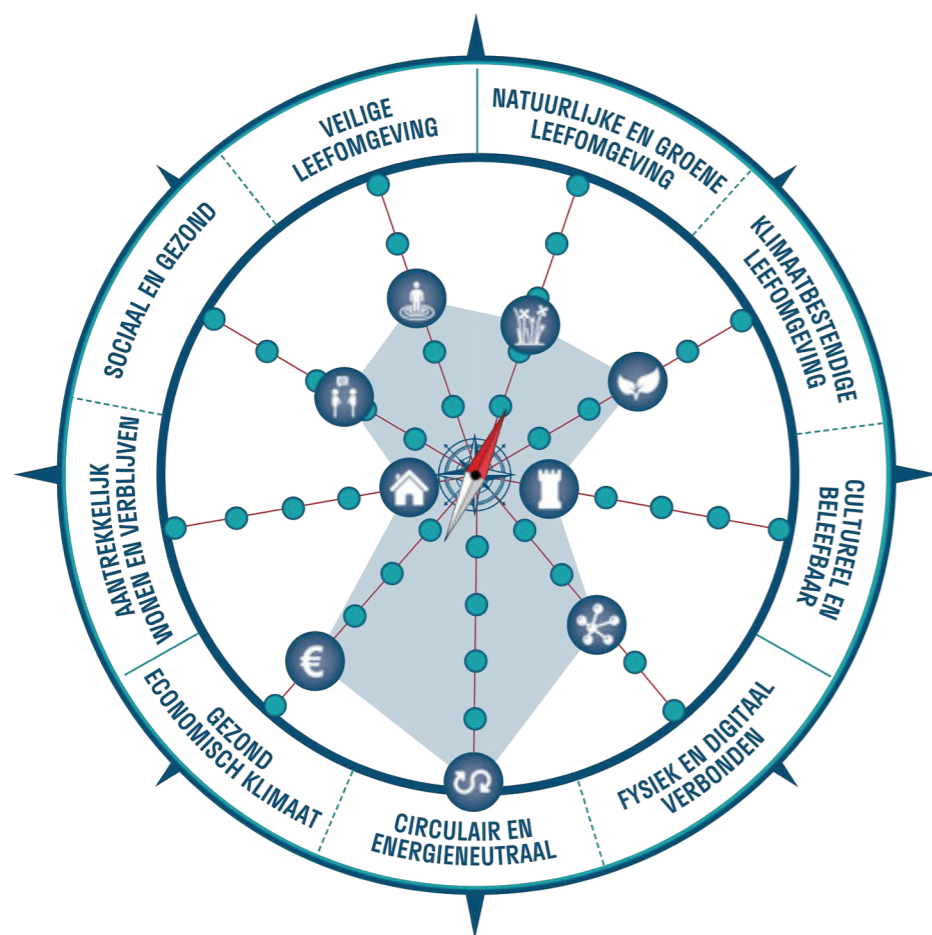 VEILIGE
LEEFOMGEVING
NATUURLIJKE EN GROENE
LEEFOMGEVING
KLIMAATBESTENDIGE
LEEFOMGEVING
CULTUREEL EN
BELEEFBAAR
FYSIEK EN DIGITAAL
VERBONDEN
CIRCULAIR EN
ENERGIENEUTRAAL
GEZOND
ECONOMISCH KLIMAAT
AANTREKKELIJK
WONEN EN VERBLIJVEN
SOCIAAL EN GEZOND
€